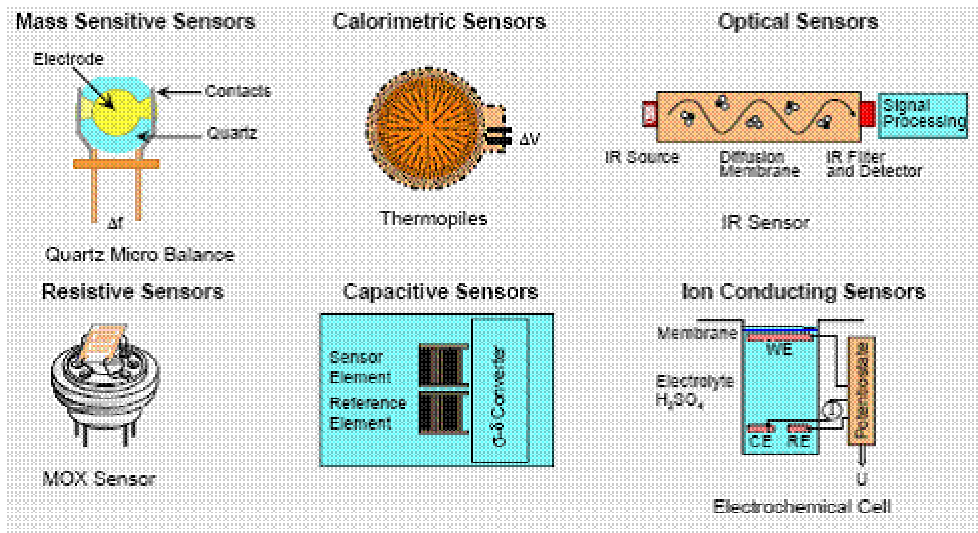 Mass Sensitive Sensors
Electrode
Contacts
Quartz
Δf
Quartz Micro Balance
Calorimetric Sensors
ΔV
Thermopiles
Optical Sensors
Signal
Processing
IR Source
Diffusion
Membrane
IR Filter
and Detector
IR Sensor
Resistive Sensors
MOX Sensor
Capacitive Sensors
Sensor
Element
Reference
Element
Converter
Ion Conducting Sensors
Membrane
WE
Electrolyte
H₂SO₄
CE
RE
I
Potentostate
U
Electrochemical Cell